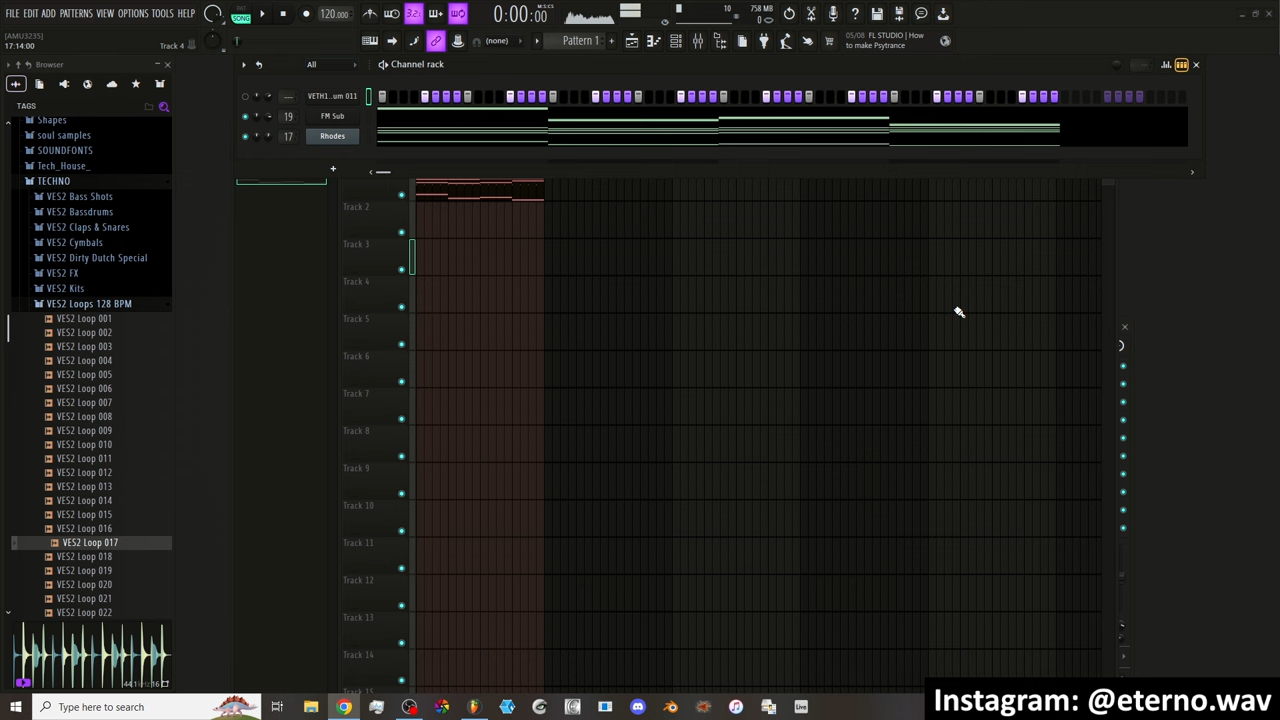 FILE EDIT ADD PATTERNS VIEW OPTIONS TOOLS HELP
SONG
120.000
3.2.
0:00:00
M:S:CS
10
758 MB
0
[AMU3235]
17:14:00
Track 4
(none)
Pattern 1
05/08 FL STUDIO | How
to make Psytrance
Browser
TAGS
Shapes
soul samples
SOUNDFONTS
Tech_House_
TECHNO
VES2 Bass Shots
VES2 Bassdrums
VES2 Claps & Snares
VES2 Cymbals
VES2 Dirty Dutch Special
VES2 FX
VES2 Kits
VES2 Loops 128 BPM
VES2 Loop 001
VES2 Loop 002
VES2 Loop 003
VES2 Loop 004
VES2 Loop 005
VES2 Loop 006
VES2 Loop 007
VES2 Loop 008
VES2 Loop 009
VES2 Loop 010
VES2 Loop 011
VES2 Loop 012
VES2 Loop 013
VES2 Loop 014
VES2 Loop 015
VES2 Loop 016
VES2 Loop 017
VES2 Loop 018
VES2 Loop 019
VES2 Loop 020
VES2 Loop 021
VES2 Loop 022
All
Channel rack
--- VETH1...um 011
19 FM Sub
17 Rhodes
Track 2
Track 3
Track 4
Track 5
Track 6
Track 7
Track 8
Track 9
Track 10
Track 11
Track 12
Track 13
Track 14
Track 15
Type here to search
Live
Instagram: @eterno.wav